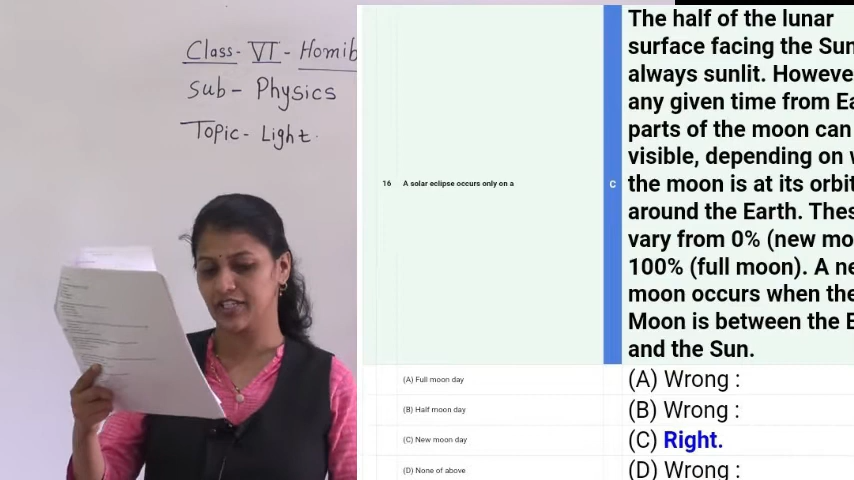 Class- VI - Homib
Sub- Physics
Topic- Light.
16 A solar eclipse occurs only on a
C
The half of the lunar
surface facing the Sun
always sunlit. Howeve
any given time from Ea
parts of the moon can
visible, depending on w
the moon is at its orbit
around the Earth. Thes
vary from 0% (new mo
100% (full moon). A ne
moon occurs when the
Moon is between the E
and the Sun.
(A) Full moon day (A) Wrong :
(B) Half moon day (B) Wrong :
(C) New moon day (C) Right.
(D) None of above (D) Wrong :